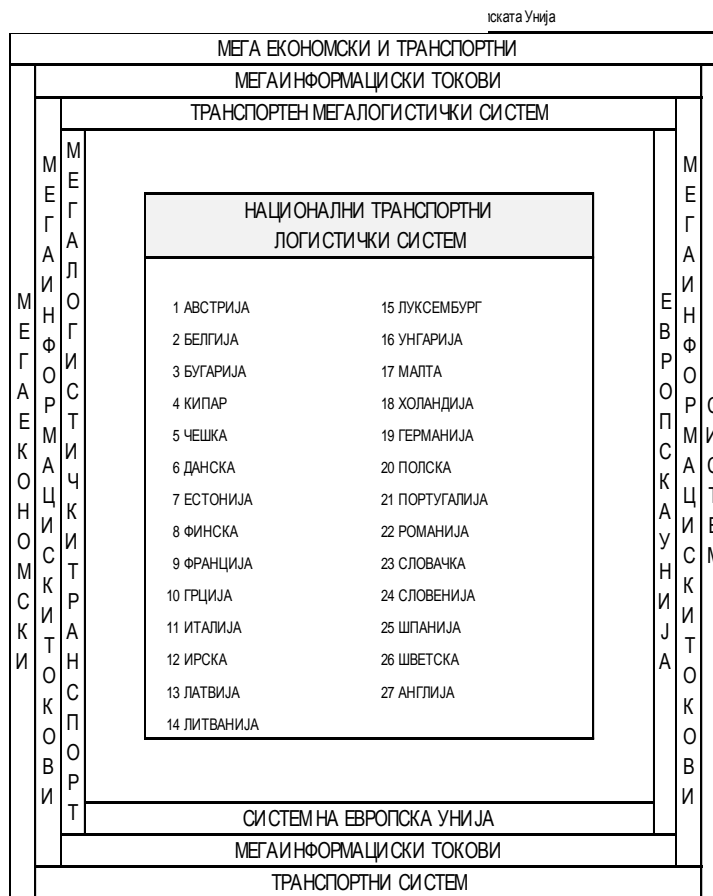 Унија
МЕГА ЕКОНОМСКИ И ТРАНСПОРТНИ
МЕГАИНФОРМАЦИСКИ ТОКОВИ
ТРАНСПОРТЕН МЕГАЛОГИСТИЧКИ СИСТЕМ
МЕГАЕКОНОМСКИ
МЕГАИНФОРМАЦИСКИ ТОКОВИ
МЕГАЛОГИСТИЧКИ ТРАНСПОРТ
НАЦИОНАЛНИ ТРАНСПОРТНИ
ЛОГИСТИЧКИ СИСТЕМ
1 АВСТРИЈА
2 БЕЛГИЈА
3 БУГАРИЈА
4 КИПАР
5 ЧЕШКА
6 ДАНСКА
7 ЕСТОНИЈА
8 ФИНСКА
9 ФРАНЦИЈА
10 ГРЦИЈА
11 ИТАЛИЈА
12 ИРСКА
13 ЛАТВИЈА
14 ЛИТВАНИЈА
15 ЛУКСЕМБУРГ
16 УНГАРИЈА
17 МАЛТА
18 ХОЛАНДИЈА
19 ГЕРМАНИЈА
20 ПОЛСКА
21 ПОРТУГАЛИЈА
22 РОМАНИЈА
23 СЛОВАЧКА
24 СЛОВЕНИЈА
25 ШПАНИЈА
26 ШВЕТСКА
27 АНГЛИЈА
ЕВРОПСКА УНИЈА
МЕГАИНФОРМАЦИСКИ ТОКОВИ
СИСТЕМ НА ЕВРОПСКА УНИЈА
МЕГАИНФОРМАЦИСКИ ТОКОВИ
ТРАНСПОРТНИ СИСТЕМ